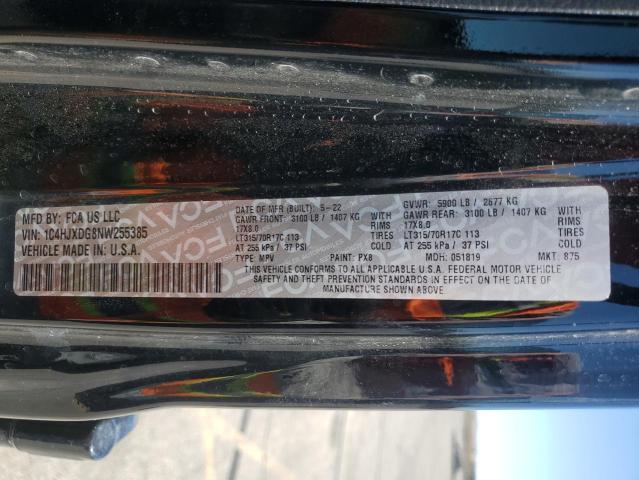 MFD BY: FCA US LLC
VIN: 1C4HJXDG8NW255385
VEHICLE MADE IN U.S.A.
DATE OF MFR (BUILT) 5-22
GAWR FRONT: 3100 LB / 1407 KG WITH
17X8.0 RIMS
LT315/70R17C 113 TIRES
AT 255 kPa / 37 PSI COLD
TYPE: MPV PAINT: PX8
GVWR: 5900 LB / 2677 KG
GAWR REAR: 3100 LB / 1407 KG WITH
17X8.0 RIMS
LT315/70R17C 113 TIRES
AT 255 kPa / 37 PSI COLD
MDH: 051819 MKT: 875
THIS VEHICLE CONFORMS TO ALL APPLICABLE U.S.A. FEDERAL MOTOR VEHICLE
SAFETY AND THEFT PREVENTION STANDARDS IN EFFECT ON THE DATE OF
MANUFACTURE SHOWN ABOVE.